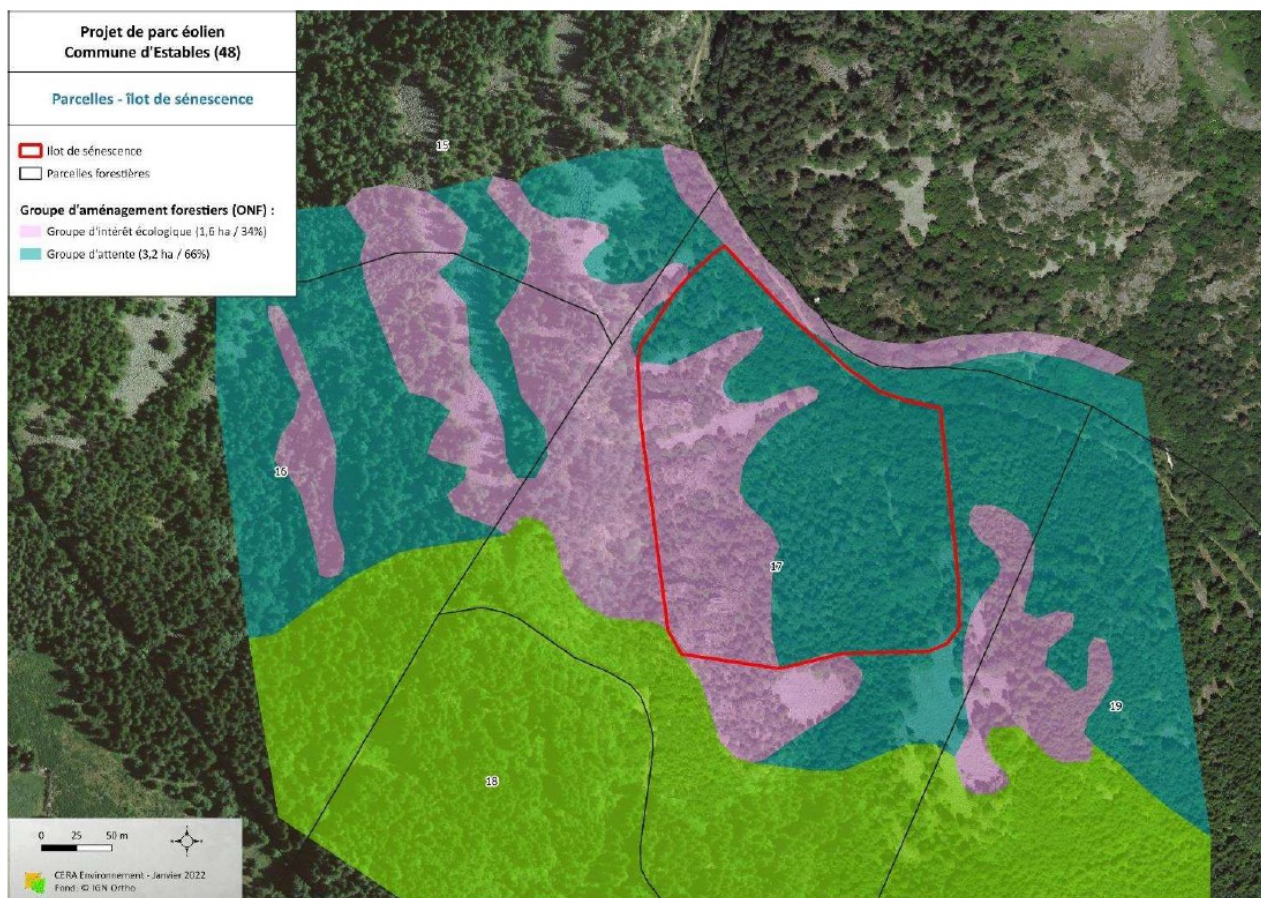 Projet de parc éolien
Commune d'Estables (48)
Parcelles - îlot de sénescence
Ilot de sénescence
Parcelles forestières
Groupe d'aménagement forestiers (ONF) :
Groupe d'intérêt écologique (1,6 ha / 34%)
Groupe d'attente (3,2 ha / 66%)
15
16
17
19
18
0 25 50 m
CERA Environnement - Janvier 2022
Fond: © IGN Ortho